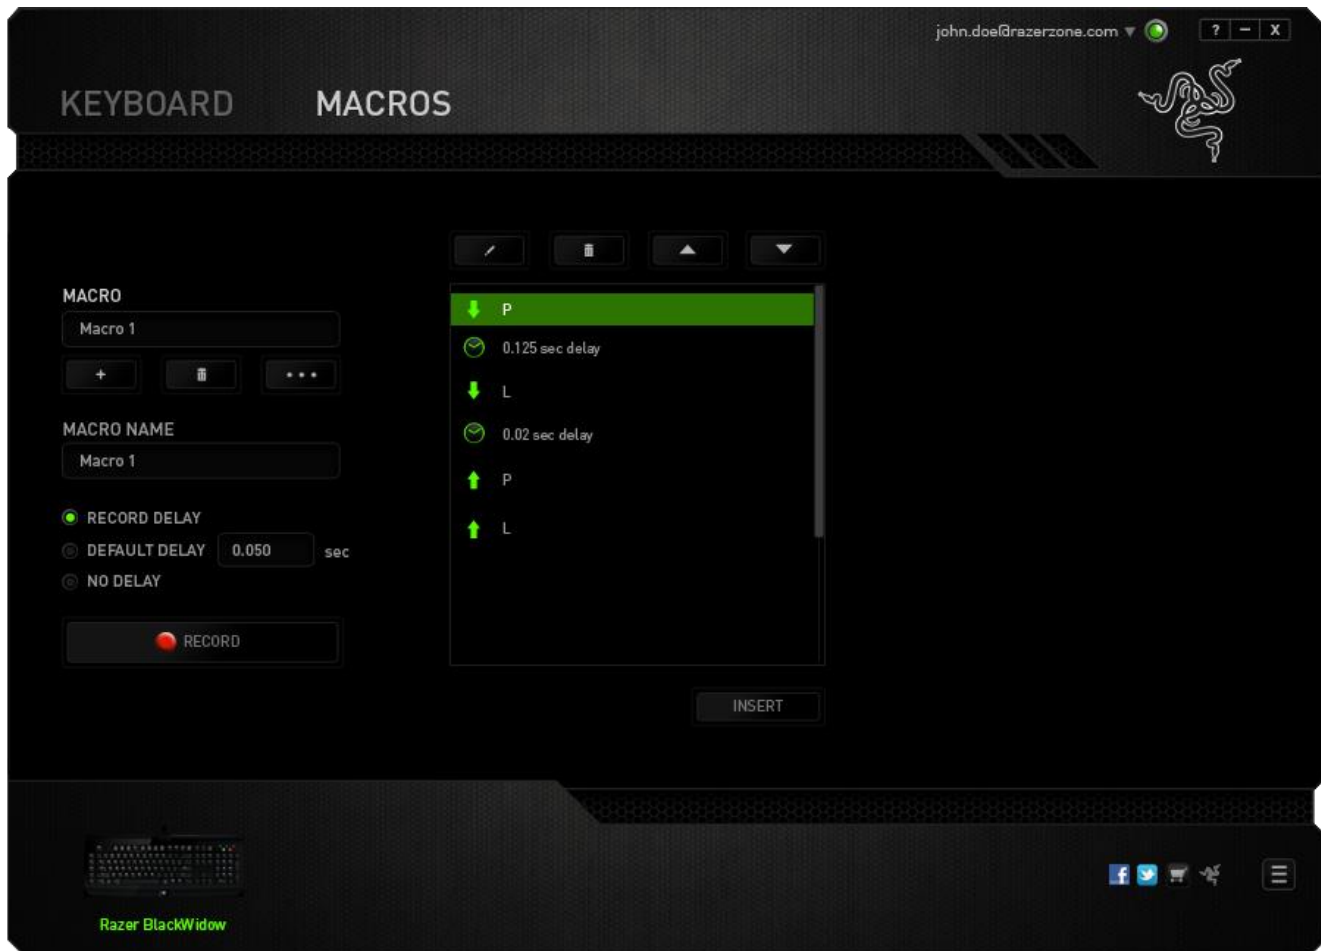 john.doe@razerzone.com
? – X
KEYBOARD MACROS
MACRO
Macro 1
+
MACRO NAME
Macro 1
RECORD DELAY
DEFAULT DELAY 0.050 sec
NO DELAY
RECORD
P
0.125 sec delay
L
0.02 sec delay
P
L
INSERT
Razer BlackWidow
f